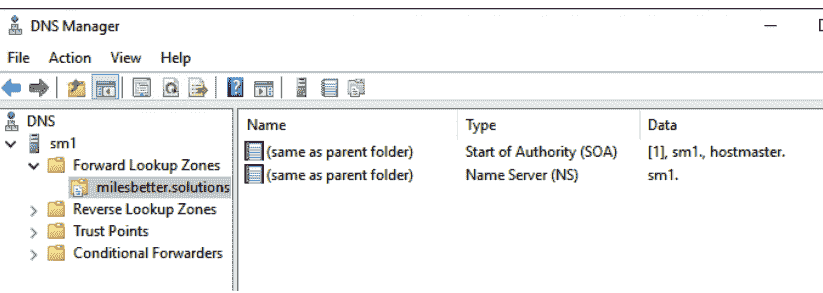 DNS Manager
File Action View Help
DNS
sm1
Forward Lookup Zones
milesbetter.solutions
Reverse Lookup Zones
Trust Points
Conditional Forwarders
Name Type Data
(same as parent folder) Start of Authority (SOA) [1], sm1., hostmaster.
(same as parent folder) Name Server (NS) sm1.